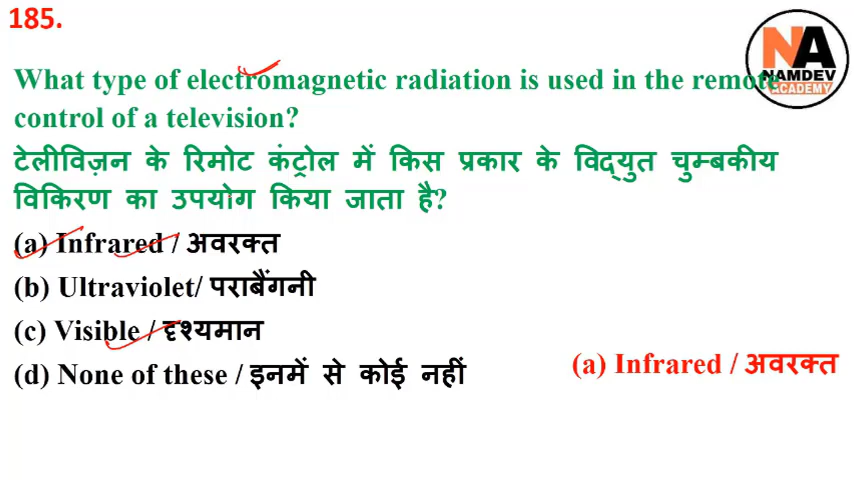 185.
NA
NAMDEV
ACADEMY
What type of electromagnetic radiation is used in the remote
control of a television?
टेलीविज़न के रिमोट कंट्रोल में किस प्रकार के विद्युत चुम्बकीय
विकिरण का उपयोग किया जाता है?
(a) Infrared / अवरक्त
(b) Ultraviolet/ पराबैंगनी
(c) Visible / दृश्यमान
(d) None of these / इनमें से कोई नहीं
(a) Infrared / अवरक्त